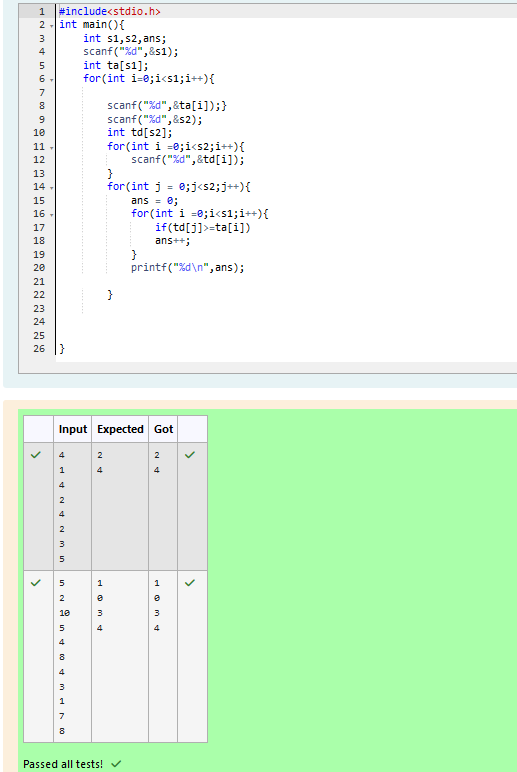 1 #include<stdio.h>
2 int main(){
3 int s1,s2,ans;
4 scanf("%d",&s1);
5 int ta[s1];
6 for(int i=0;i<s1;i++){
7
8 scanf("%d",&ta[i]);}
9 scanf("%d",&s2);
10 int td[s2];
11 for(int i =0;i<s2;i++){
12 scanf("%d",&td[i]);
13 }
14 for(int j = 0;j<s2;j++){
15 ans = 0;
16 for(int i =0;i<s1;i++){
17 if(td[j]>=ta[i])
18 ans++;
19 }
20 printf("%d\n",ans);
21
22 }
23
24
25
26 }
Input Expected Got
4 2 2
1 4 4
4
2
4
2
3
5
5 1 1
2 0 0
10 3 3
5 4 4
4
8
4
3
1
7
8
Passed all tests!